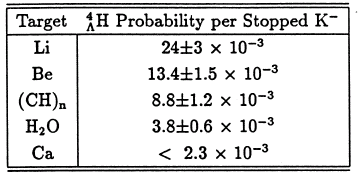 Target ⁴ΛH Probability per Stopped K⁻
Li 24±3 × 10⁻³
Be 13.4±1.5 × 10⁻³
(CH)ₙ 8.8±1.2 × 10⁻³
H₂O 3.8±0.6 × 10⁻³
Ca < 2.3 × 10⁻³